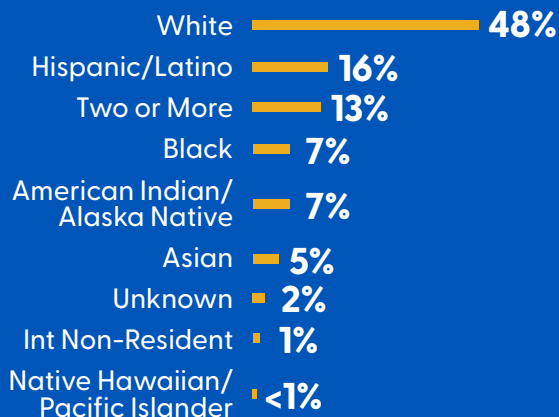 White 48%
Hispanic/Latino 16%
Two or More 13%
Black 7%
American Indian/
Alaska Native 7%
Asian 5%
Unknown 2%
Int Non-Resident 1%
Native Hawaiian/
Pacific Islander <1%